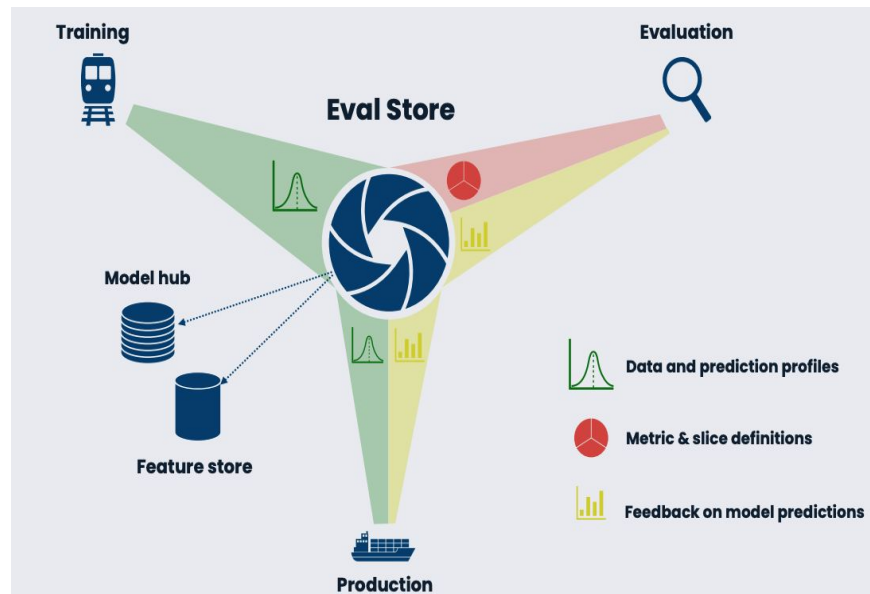 Training
Evaluation
Eval Store
Model hub
Feature store
Production
Data and prediction profiles
Metric & slice definitions
Feedback on model predictions